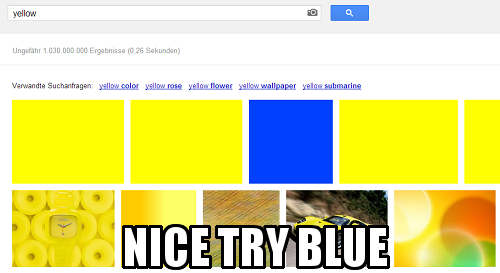 yellow
Ungefähr 1.030.000.000 Ergebnisse (0,26 Sekunden)
Verwandte Suchanfragen: yellow color yellow rose yellow flower yellow wallpaper yellow submarine
NICE TRY BLUE